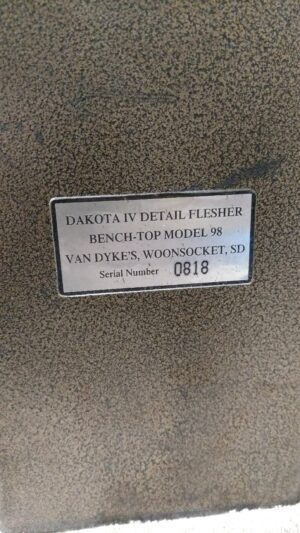 DAKOTA IV DETAIL FLESHER
BENCH-TOP MODEL 98
VAN DYKE'S, WOONSOCKET, SD
Serial Number 0818